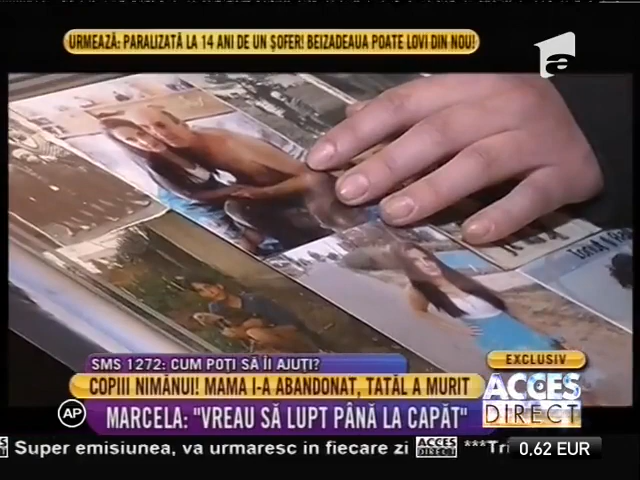 URMEAZĂ: PARALIZATĂ LA 14 ANI DE UN ȘOFER! BEIZADEAUA POATE LOVI DIN NOU!
a
SMS 1272: CUM POȚI SĂ ÎI AJUȚI?
EXCLUSIV
COPIII NIMĂNUI! MAMA I-A ABANDONAT, TATĂL A MURIT
ACCES
DIRECT
AP
MARCELA: "VREAU SĂ LUPT PÂNĂ LA CAPĂT"
! Super emisiunea, va urmaresc in fiecare zi ACCES DIRECT ***Tri
0,62 EUR